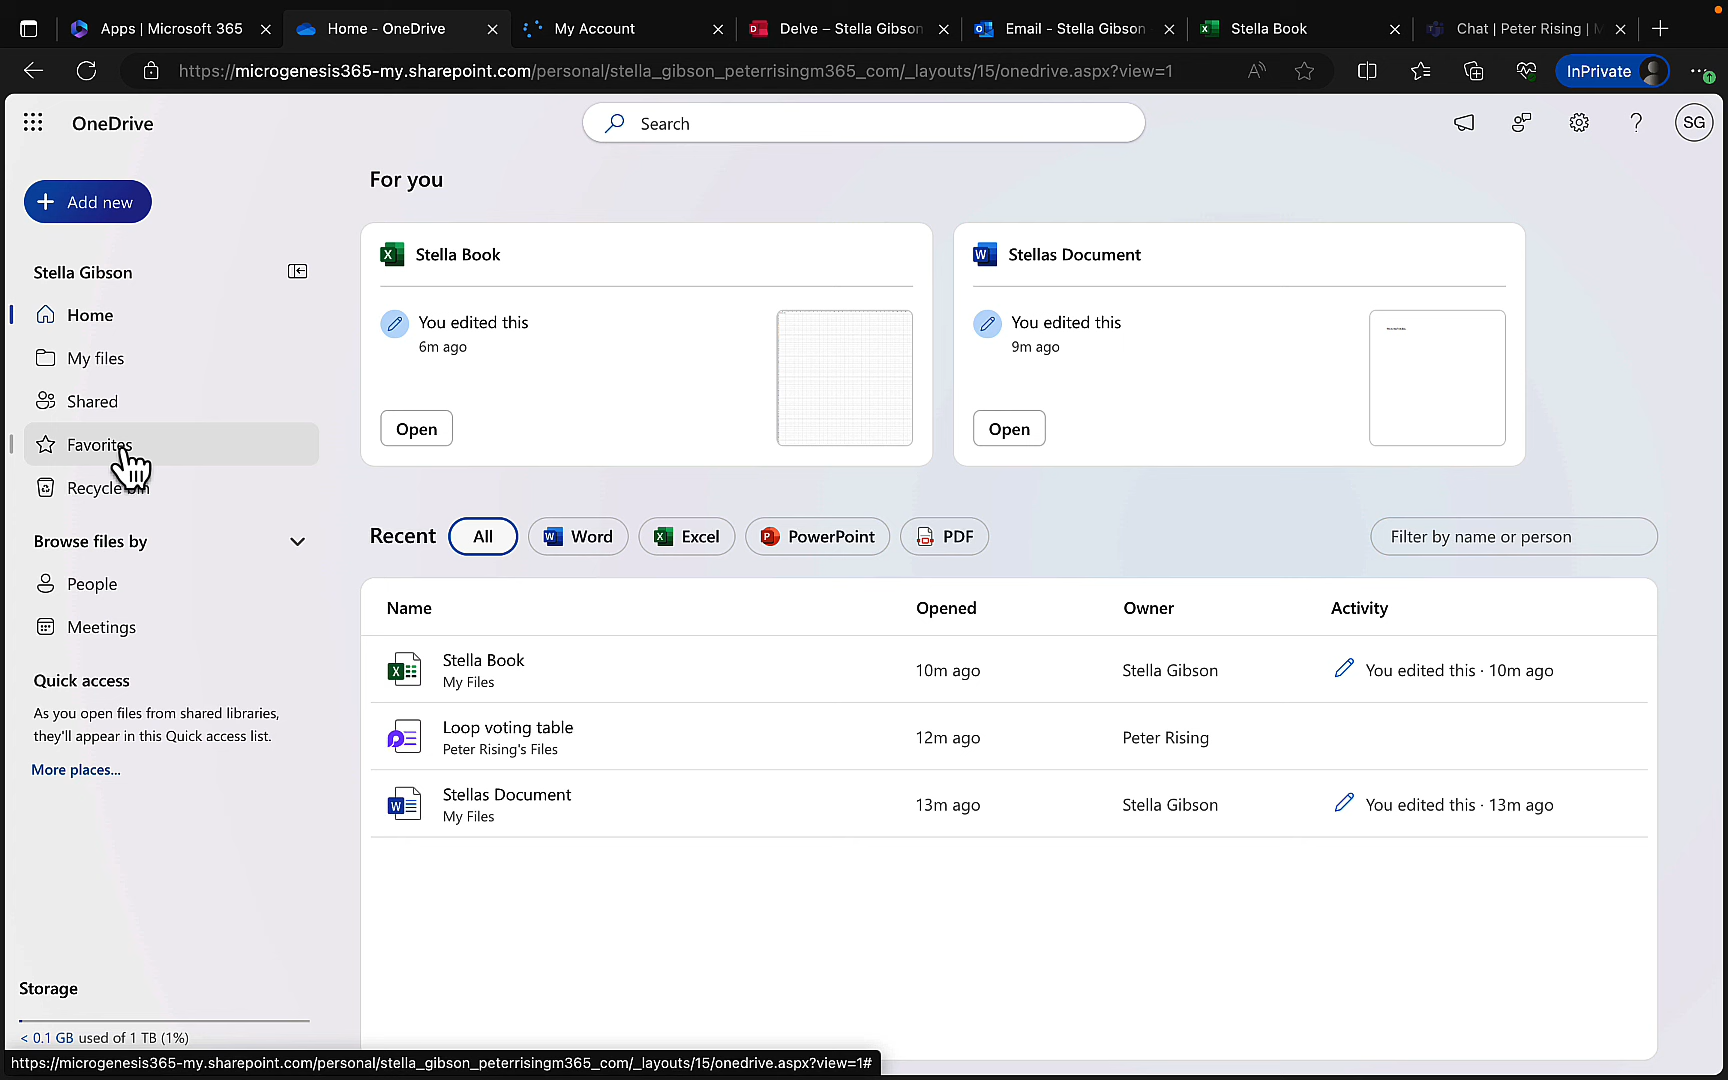 Apps | Microsoft 365
Home - OneDrive
My Account
Delve – Stella Gibson
Email - Stella Gibson
Stella Book
Chat | Peter Rising |
https://microgenesis365-my.sharepoint.com/personal/stella_gibson_peterrisingm365_com/_layouts/15/onedrive.aspx?view=1
InPrivate
OneDrive
Search
SG
Add new
Stella Gibson
Home
My files
Shared
Favorites
Recycle bin
Browse files by
People
Meetings
Quick access
As you open files from shared libraries,
they'll appear in this Quick access list.
More places...
Storage
< 0.1 GB used of 1 TB (1%)
For you
Stella Book
You edited this
6m ago
Open
Stellas Document
You edited this
9m ago
Open
Recent
All
Word
Excel
PowerPoint
PDF
Filter by name or person
Name Opened Owner Activity
Stella Book
My Files
10m ago
Stella Gibson
You edited this · 10m ago
Loop voting table
Peter Rising's Files
12m ago
Peter Rising
Stellas Document
My Files
13m ago
Stella Gibson
You edited this · 13m ago
https://microgenesis365-my.sharepoint.com/personal/stella_gibson_peterrisingm365_com/_layouts/15/onedrive.aspx?view=1#